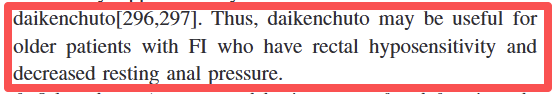 daikenchuto[296,297]. Thus, daikenchuto may be useful for
older patients with FI who have rectal hyposensitivity and
decreased resting anal pressure.